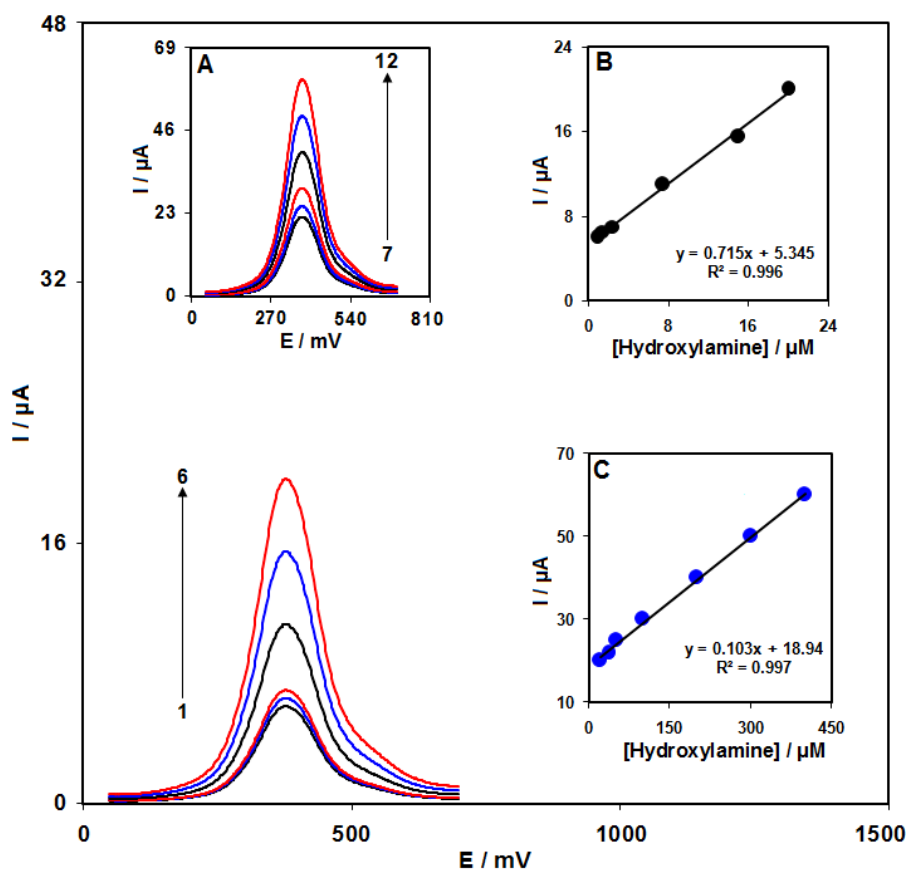 48
32
16
0
I / µA
0
500
1000
1500
E / mV
6
1
A
69
46
23
0
I / µA
0
270
540
810
E / mV
12
7
B
24
16
8
0
I / µA
0
8
16
24
[Hydroxylamine] / µM
y = 0.715x + 5.345
R² = 0.996
C
70
50
30
10
I / µA
0
150
300
450
[Hydroxylamine] / µM
y = 0.103x + 18.94
R² = 0.997